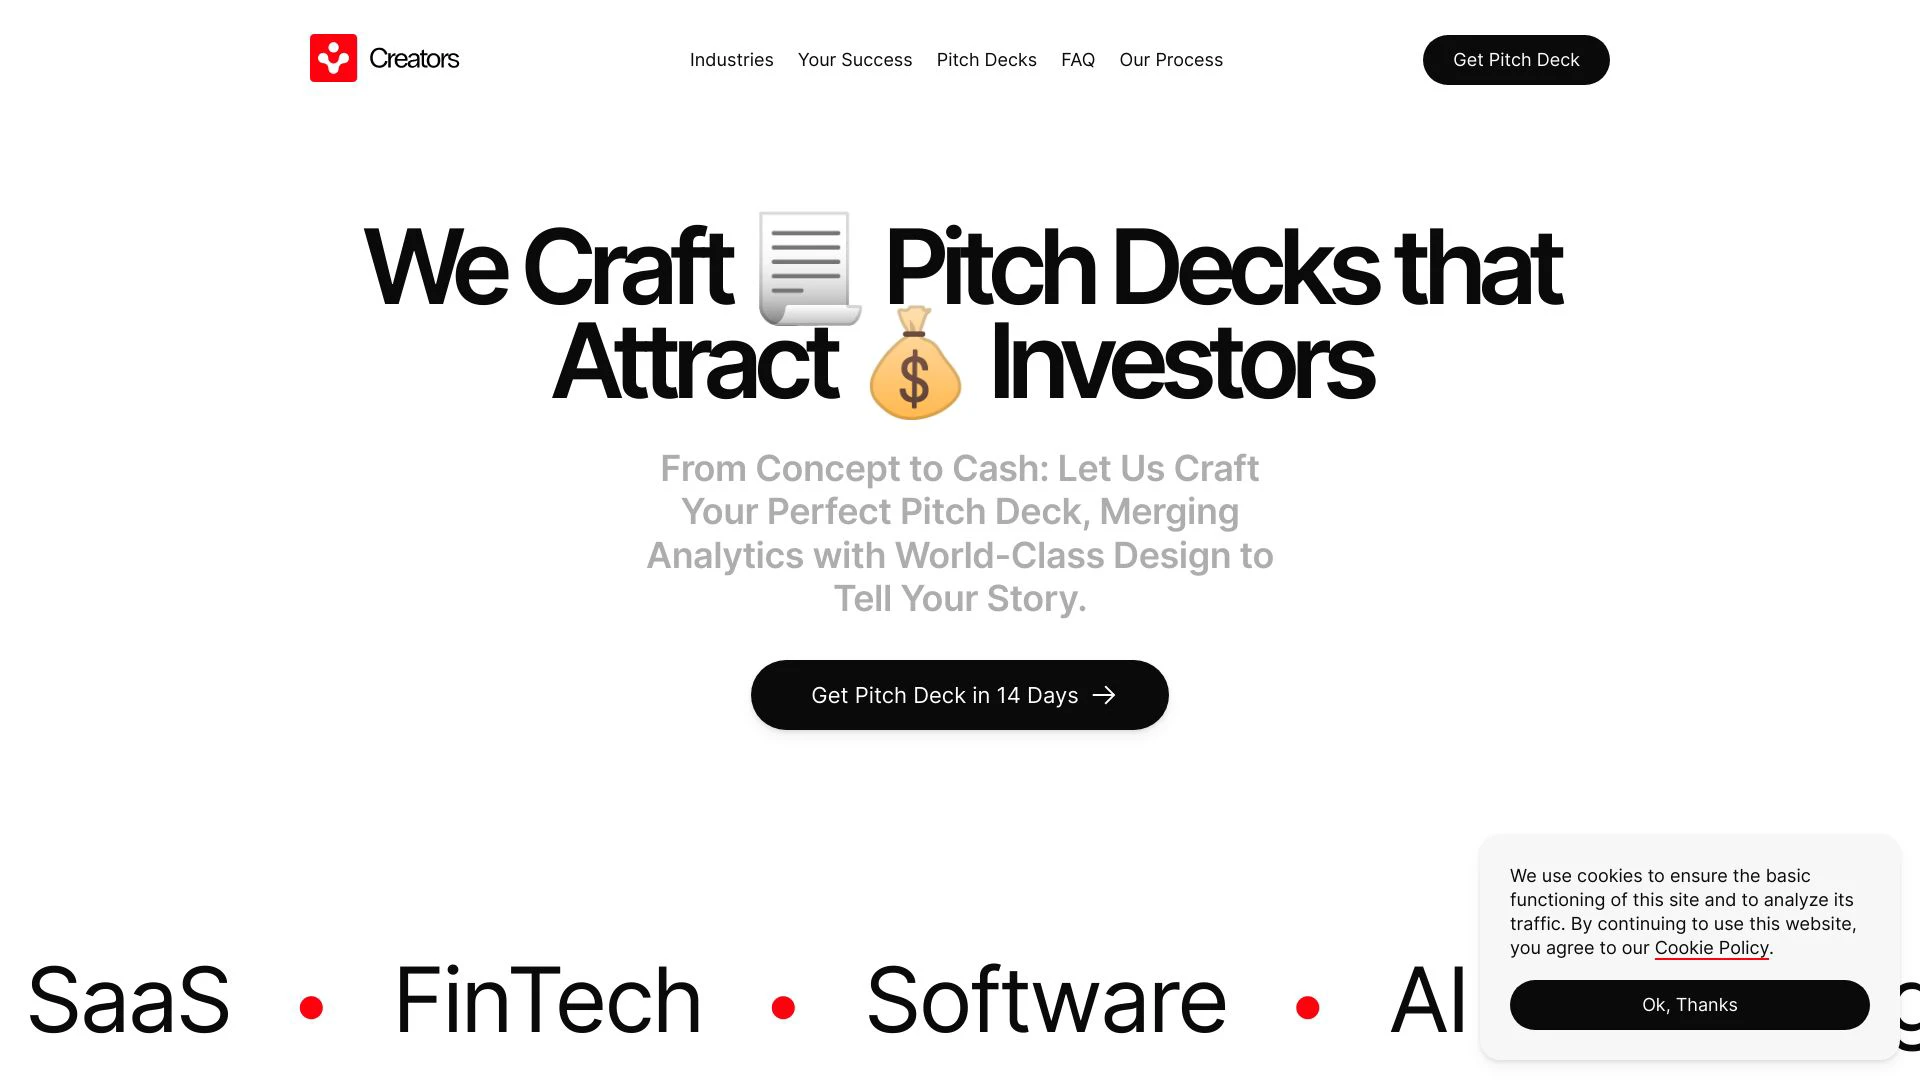 Creators
Industries
Your Success
Pitch Decks
FAQ
Our Process
Get Pitch Deck
We Craft 📃 Pitch Decks that
Attract 💰 Investors
From Concept to Cash: Let Us Craft
Your Perfect Pitch Deck, Merging
Analytics with World-Class Design to
Tell Your Story.
Get Pitch Deck in 14 Days →
SaaS • FinTech • Software • AI
We use cookies to ensure the basic
functioning of this site and to analyze its
traffic. By continuing to use this website,
you agree to our Cookie Policy.
Ok, Thanks